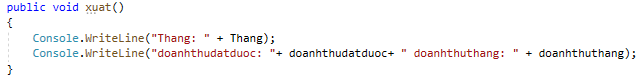 public void xuat()
{
Console.WriteLine("Thang: " + Thang);
Console.WriteLine("doanhthudatduoc: "+ doanhthudatduoc+ " doanhthuthang: " + doanhthuthang);
}